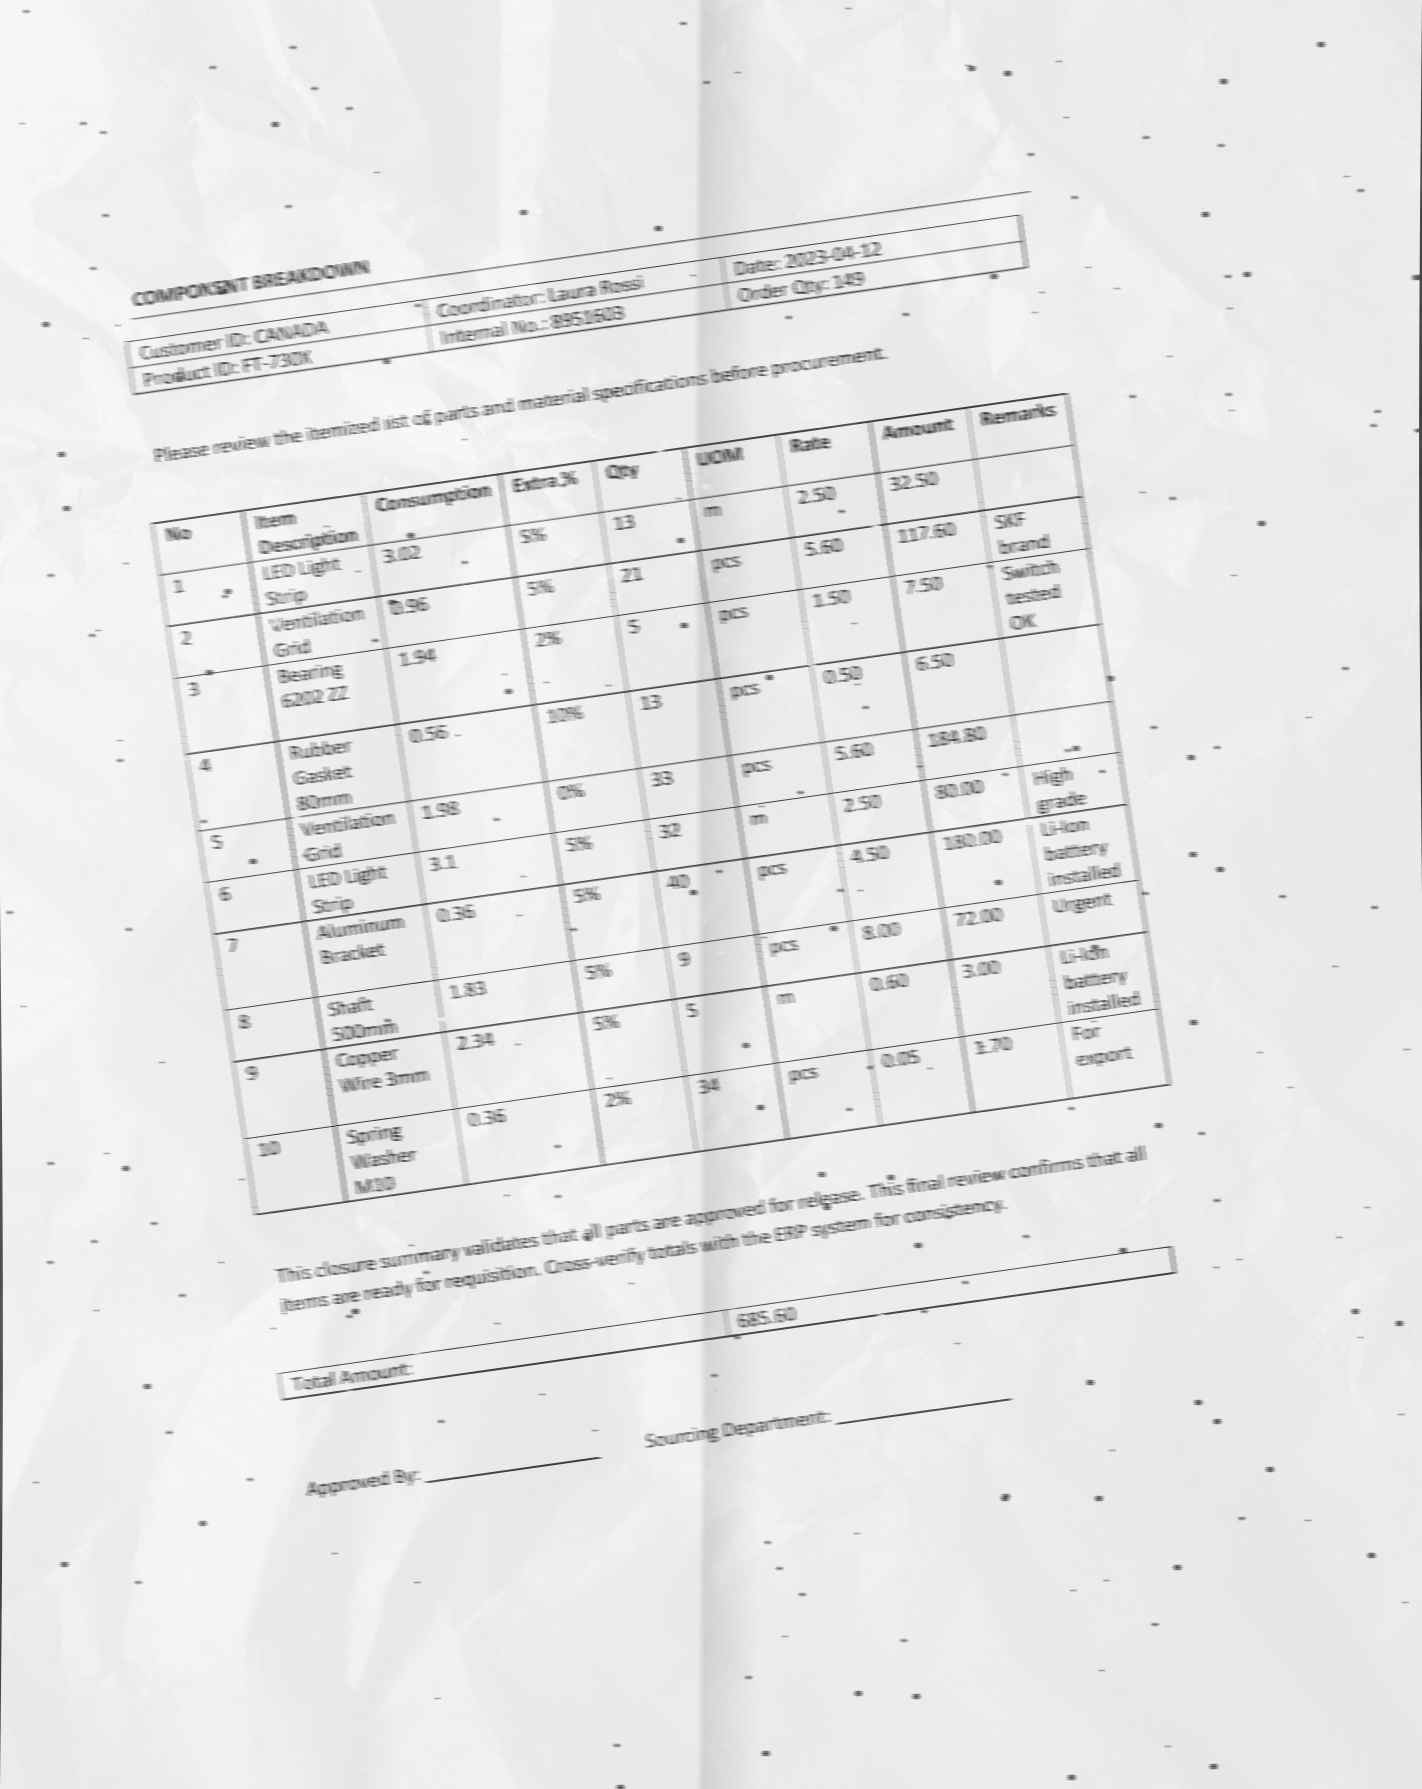 COMPONENT BREAKDOWN
Customer ID: CANADA Coordinator: Laura Rossi Date: 2023-04-12
Product ID: FT-730K Internal No.: 8951603 Order Qty: 149
Please review the itemized list of parts and material specifications before procurement.
No Item Description Consumption Extra.% Qty UOM Rate Amount Remarks
1 LED Light Strip 3.02 5% 13 m 2.50 32.50
2 Ventilation Grid 0.96 5% 21 pcs 5.60 117.60 SKF brand
3 Bearing 6202 ZZ 1.94 2% 5 pcs 1.50 7.50 Switch tested OK
4 Rubber Gasket 80mm 0.56 10% 13 pcs 0.50 6.50
5 Ventilation Grid 1.98 0% 33 pcs 5.60 184.80
6 LED Light Strip 3.1 5% 32 m 2.50 80.00 High grade
7 Aluminum Bracket 0.36 5% 40 pcs 4.50 180.00 Li-Ion battery installed
8 Shaft 500mm 1.83 5% 9 pcs 8.00 72.00 Urgent
9 Copper Wire 3mm 2.34 5% 5 m 0.60 3.00 Li-Ion battery installed
10 Spring Washer M10 0.36 2% 34 pcs 0.05 1.70 For export
This closure summary validates that all parts are approved for release. This final review confirms that all
items are ready for requisition. Cross-verify totals with the ERP system for consistency.
Total Amount: 685.60
Approved By: Sourcing Department: